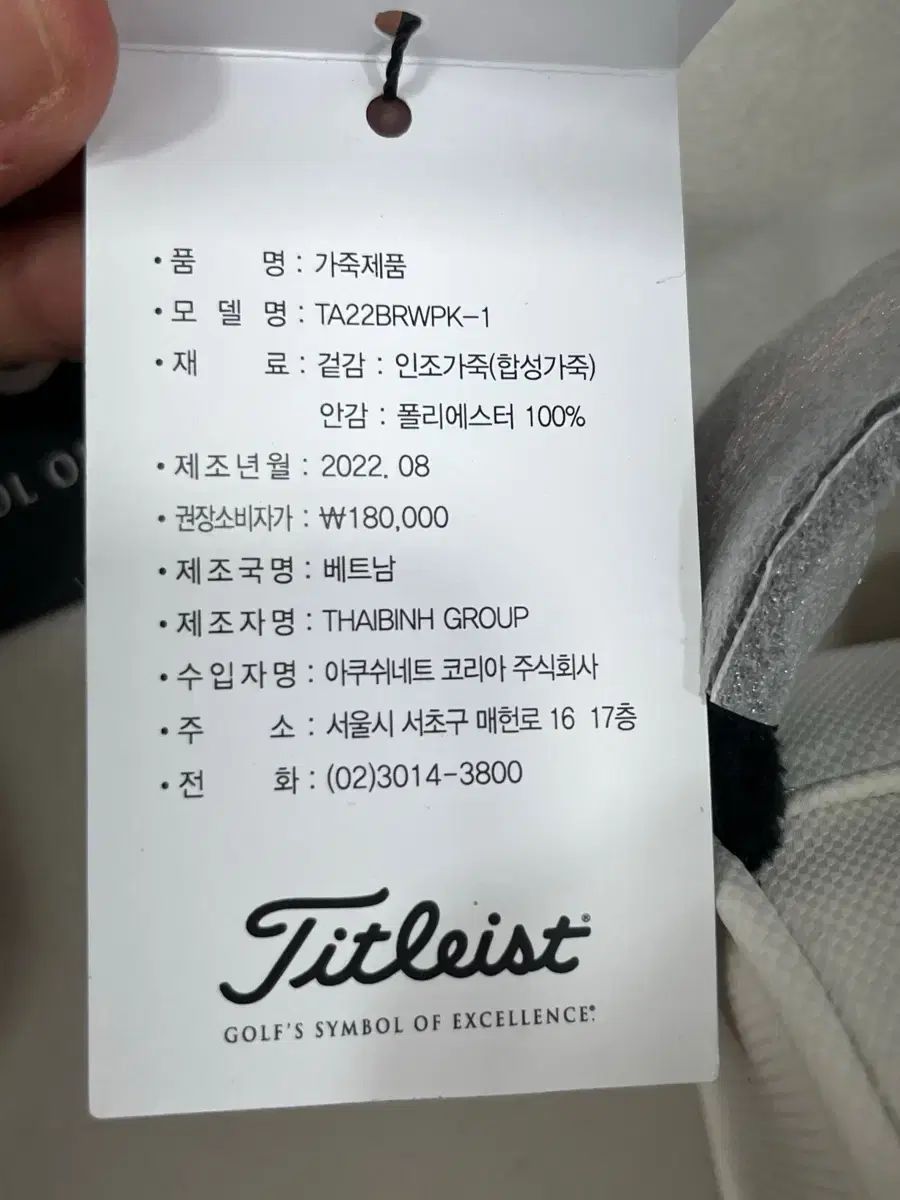 • 품 명 : 가죽제품
• 모 델 명 : TA22BRWPK-1
• 재 료 : 겉감 : 인조가죽(합성가죽)
안감 : 폴리에스터 100%
• 제조년월 : 2022. 08
• 권장소비자가 : ₩180,000
• 제조국명 : 베트남
• 제조자명 : THAIBINH GROUP
• 수입자명 : 아쿠쉬네트 코리아 주식회사
• 주 소 : 서울시 서초구 매헌로 16 17층
• 전 화 : (02)3014-3800
Titleist®
GOLF'S SYMBOL OF EXCELLENCE®.